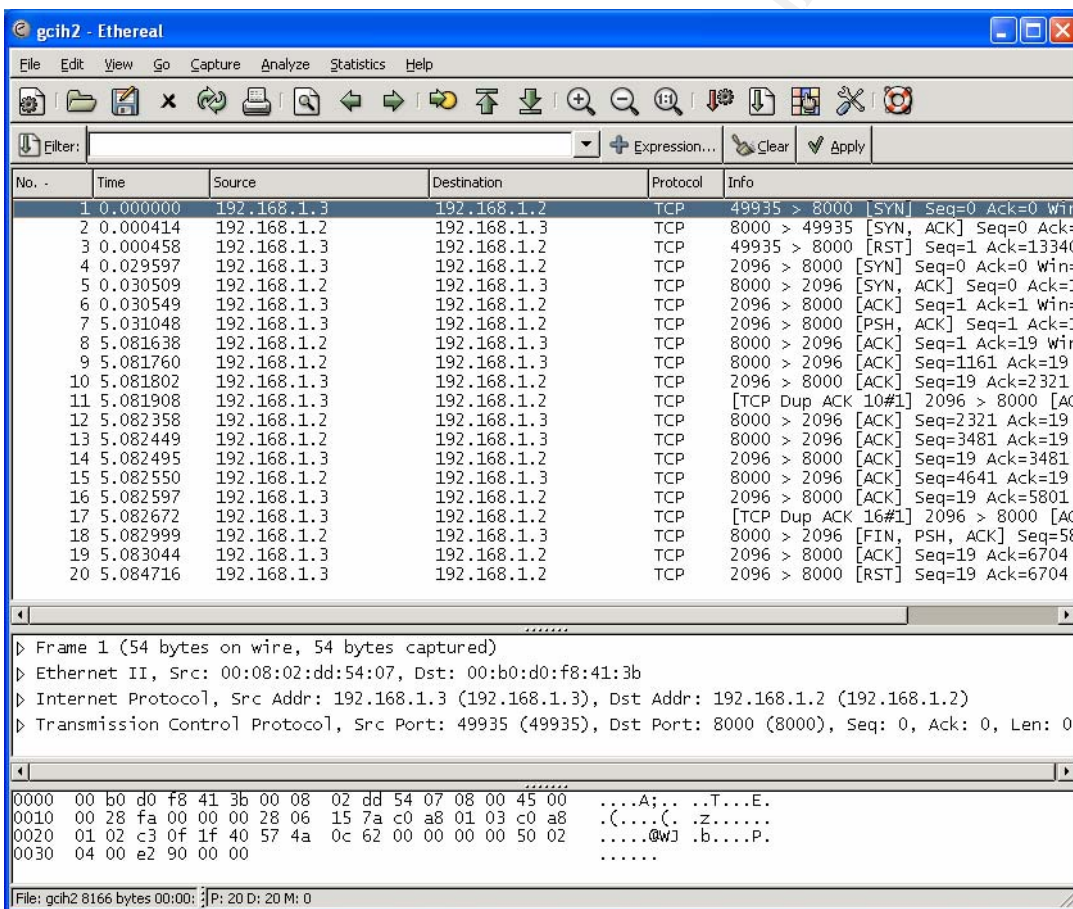 gcih2 - Ethereal
File Edit View Go Capture Analyze Statistics Help
Filter: Expression... Clear Apply
No. - Time Source Destination Protocol Info
1 0.000000 192.168.1.3 192.168.1.2 TCP 49935 > 8000 [SYN] Seq=0 Ack=0 Win
2 0.000414 192.168.1.2 192.168.1.3 TCP 8000 > 49935 [SYN, ACK] Seq=0 Ack=
3 0.000458 192.168.1.3 192.168.1.2 TCP 49935 > 8000 [RST] Seq=1 Ack=13340
4 0.029597 192.168.1.3 192.168.1.2 TCP 2096 > 8000 [SYN] Seq=0 Ack=0 Win=
5 0.030509 192.168.1.2 192.168.1.3 TCP 8000 > 2096 [SYN, ACK] Seq=0 Ack=1
6 0.030549 192.168.1.3 192.168.1.2 TCP 2096 > 8000 [ACK] Seq=1 Ack=1 Win=
7 5.031048 192.168.1.3 192.168.1.2 TCP 2096 > 8000 [PSH, ACK] Seq=1 Ack=1
8 5.081638 192.168.1.2 192.168.1.3 TCP 8000 > 2096 [ACK] Seq=1 Ack=19 Win
9 5.081760 192.168.1.2 192.168.1.3 TCP 8000 > 2096 [ACK] Seq=1161 Ack=19
10 5.081802 192.168.1.3 192.168.1.2 TCP 2096 > 8000 [ACK] Seq=19 Ack=2321
11 5.081908 192.168.1.3 192.168.1.2 TCP [TCP Dup ACK 10#1] 2096 > 8000 [AC
12 5.082358 192.168.1.2 192.168.1.3 TCP 8000 > 2096 [ACK] Seq=2321 Ack=19
13 5.082449 192.168.1.2 192.168.1.3 TCP 8000 > 2096 [ACK] Seq=3481 Ack=19
14 5.082495 192.168.1.3 192.168.1.2 TCP 2096 > 8000 [ACK] Seq=19 Ack=3481
15 5.082550 192.168.1.2 192.168.1.3 TCP 8000 > 2096 [ACK] Seq=4641 Ack=19
16 5.082597 192.168.1.3 192.168.1.2 TCP 2096 > 8000 [ACK] Seq=19 Ack=5801
17 5.082672 192.168.1.3 192.168.1.2 TCP [TCP Dup ACK 16#1] 2096 > 8000 [AC
18 5.082999 192.168.1.2 192.168.1.3 TCP 8000 > 2096 [FIN, PSH, ACK] Seq=58
19 5.083044 192.168.1.3 192.168.1.2 TCP 2096 > 8000 [ACK] Seq=19 Ack=6704
20 5.084716 192.168.1.3 192.168.1.2 TCP 2096 > 8000 [RST] Seq=19 Ack=6704
Frame 1 (54 bytes on wire, 54 bytes captured)
Ethernet II, Src: 00:08:02:dd:54:07, Dst: 00:b0:d0:f8:41:3b
Internet Protocol, Src Addr: 192.168.1.3 (192.168.1.3), Dst Addr: 192.168.1.2 (192.168.1.2)
Transmission Control Protocol, Src Port: 49935 (49935), Dst Port: 8000 (8000), Seq: 0, Ack: 0, Len: 0
0000 00 b0 d0 f8 41 3b 00 08 02 dd 54 07 08 00 45 00 ....A;.. ..T...E.
0010 00 28 fa 00 00 00 28 06 15 7a c0 a8 01 03 c0 a8 .(....(. .z......
0020 01 02 c3 0f 1f 40 57 4a 0c 62 00 00 00 00 50 02 .....@WJ .b....P.
0030 04 00 e2 90 00 00 ......
File: gcih2 8166 bytes 00:00: P: 20 D: 20 M: 0